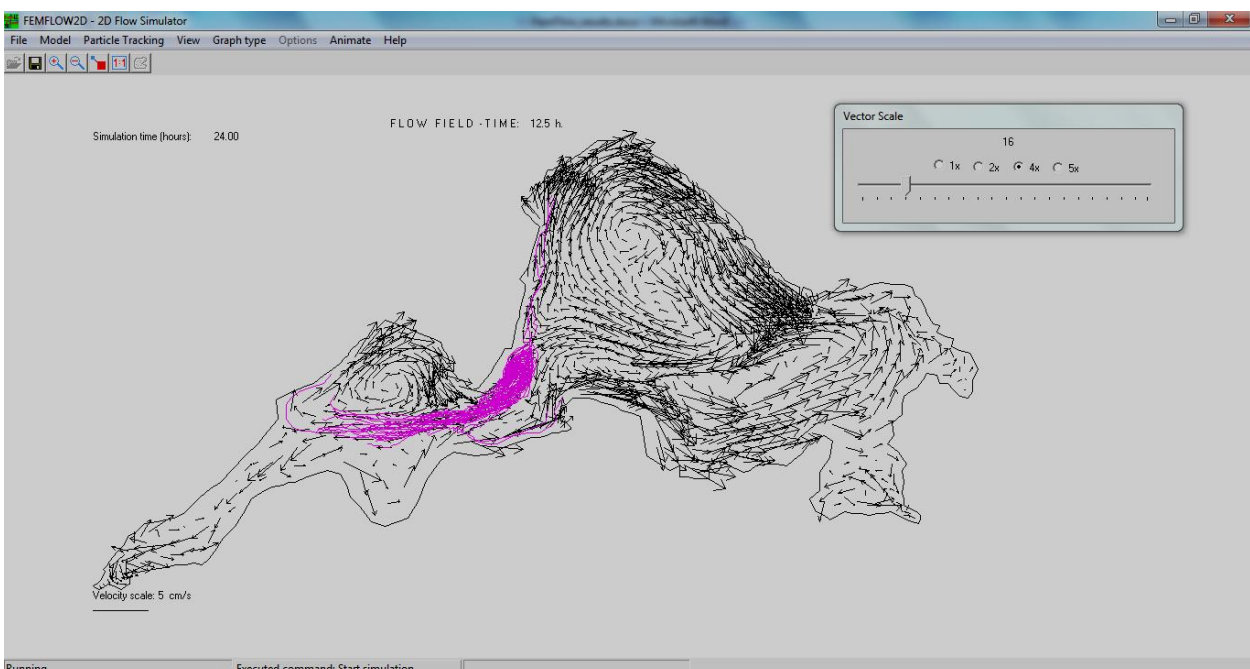 FEMFLOW2D - 2D Flow Simulator
File Model Particle Tracking View Graph type Options Animate Help
1:1
FLOW FIELD -TIME: 12.5 h.
Simulation time (hours): 24.00
Vector Scale
16
1x 2x 4x 5x
Velocity scale: 5 cm/s
Running Executed command: Start simulation